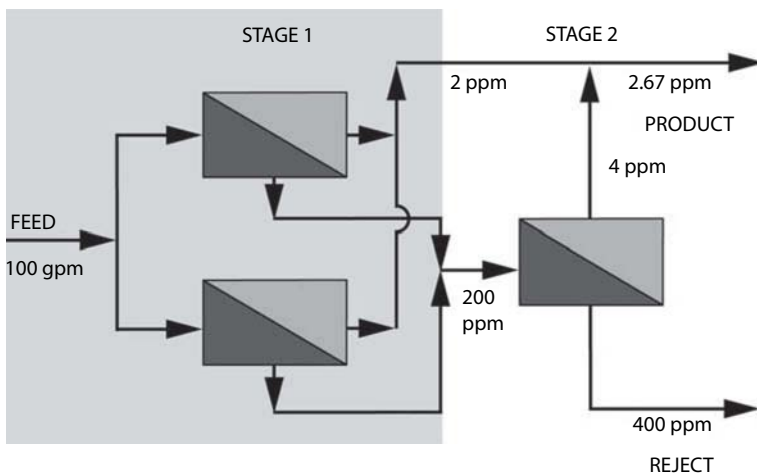 STAGE 1
STAGE 2
2 ppm
2.67 ppm
PRODUCT
4 ppm
FEED
100 gpm
200
ppm
400 ppm
REJECT